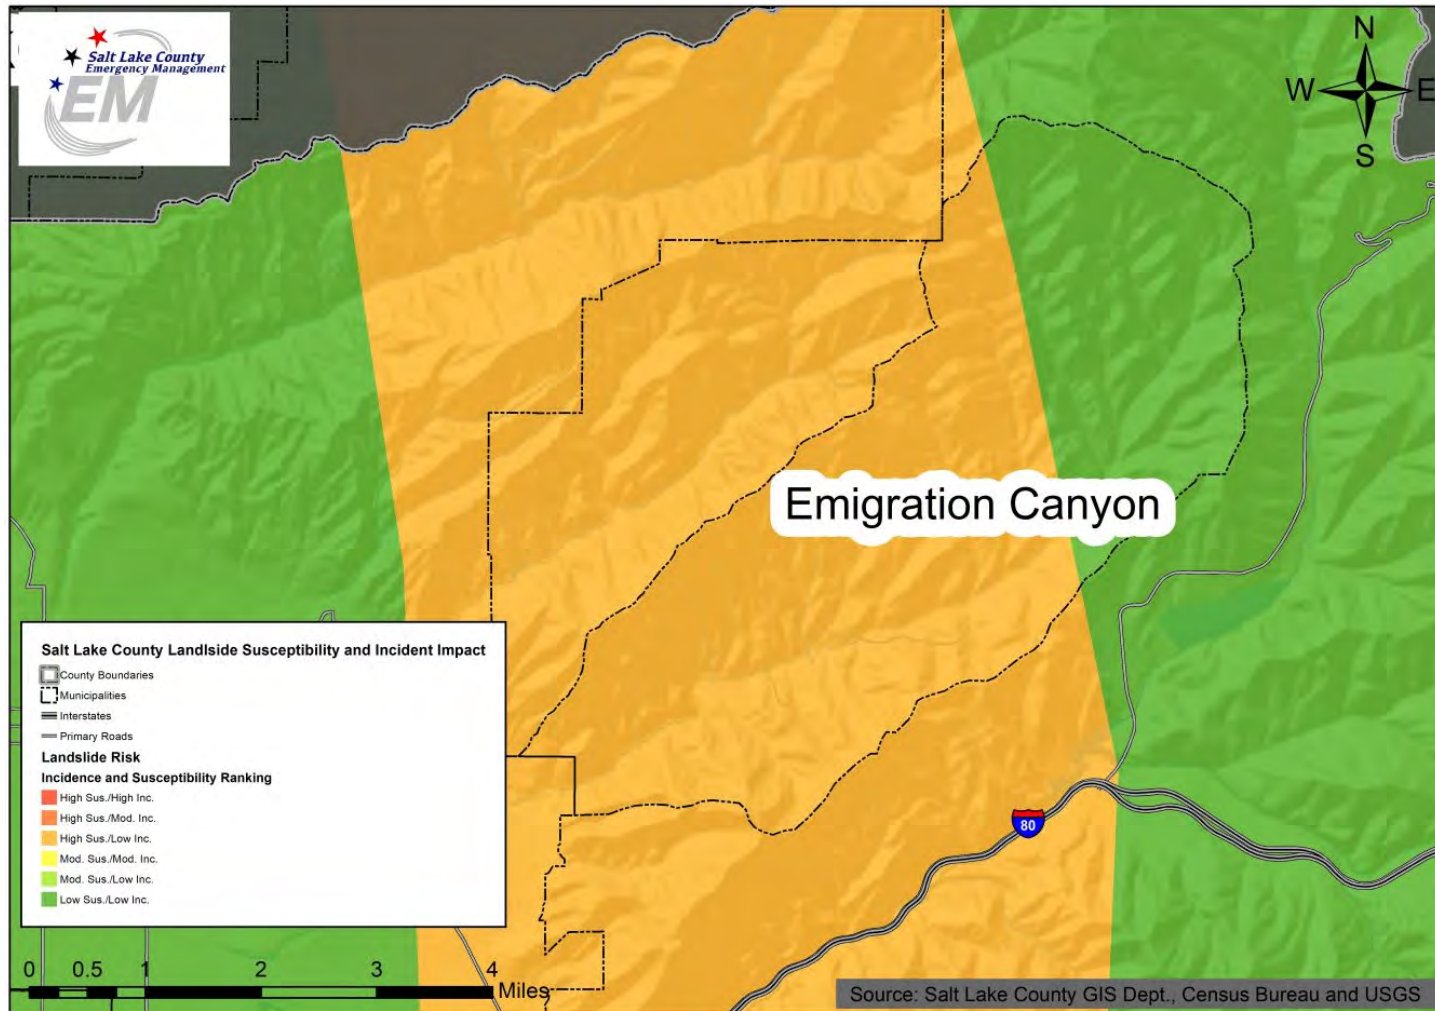 Salt Lake County
Emergency Management
EM
N
W
E
S
Emigration Canyon
80
Salt Lake County Landlside Susceptibility and Incident Impact
County Boundaries
Municipalities
Interstates
Primary Roads
Landslide Risk
Incidence and Susceptibility Ranking
High Sus./High Inc.
High Sus./Mod. Inc.
High Sus./Low Inc.
Mod. Sus./Mod. Inc.
Mod. Sus./Low Inc.
Low Sus./Low Inc.
0 0.5 1 2 3 4
Miles
Source: Salt Lake County GIS Dept., Census Bureau and USGS